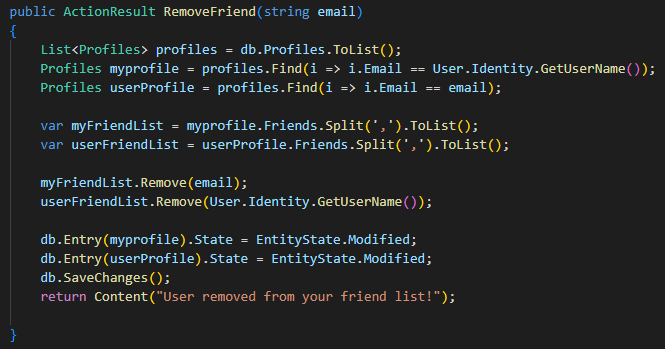 public ActionResult RemoveFriend(string email)
{
List<Profiles> profiles = db.Profiles.ToList();
Profiles myprofile = profiles.Find(i => i.Email == User.Identity.GetUserName());
Profiles userProfile = profiles.Find(i => i.Email == email);
var myFriendList = myprofile.Friends.Split(',').ToList();
var userFriendList = userProfile.Friends.Split(',').ToList();
myFriendList.Remove(email);
userFriendList.Remove(User.Identity.GetUserName());
db.Entry(myprofile).State = EntityState.Modified;
db.Entry(userProfile).State = EntityState.Modified;
db.SaveChanges();
return Content("User removed from your friend list!");
}